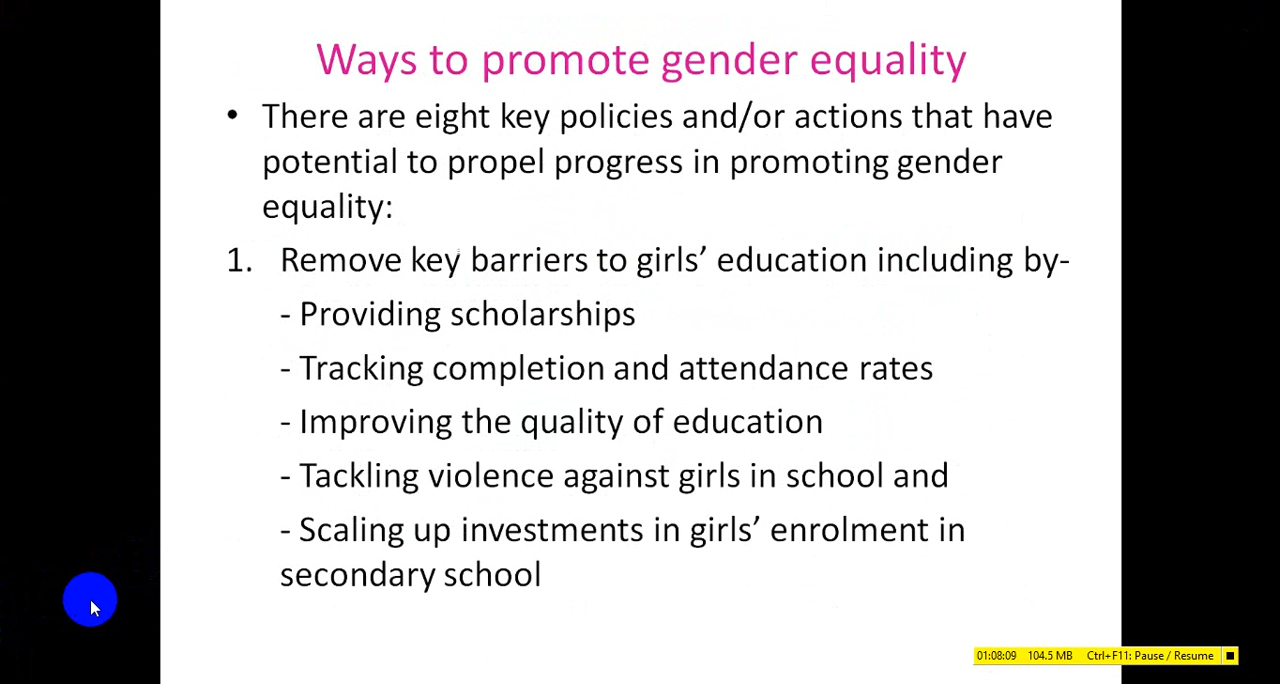 Ways to promote gender equality
• There are eight key policies and/or actions that have
potential to propel progress in promoting gender
equality:
1. Remove key barriers to girls’ education including by-
- Providing scholarships
- Tracking completion and attendance rates
- Improving the quality of education
- Tackling violence against girls in school and
- Scaling up investments in girls’ enrolment in
secondary school
01:08:09 104.5 MB Ctrl+F11: Pause / Resume